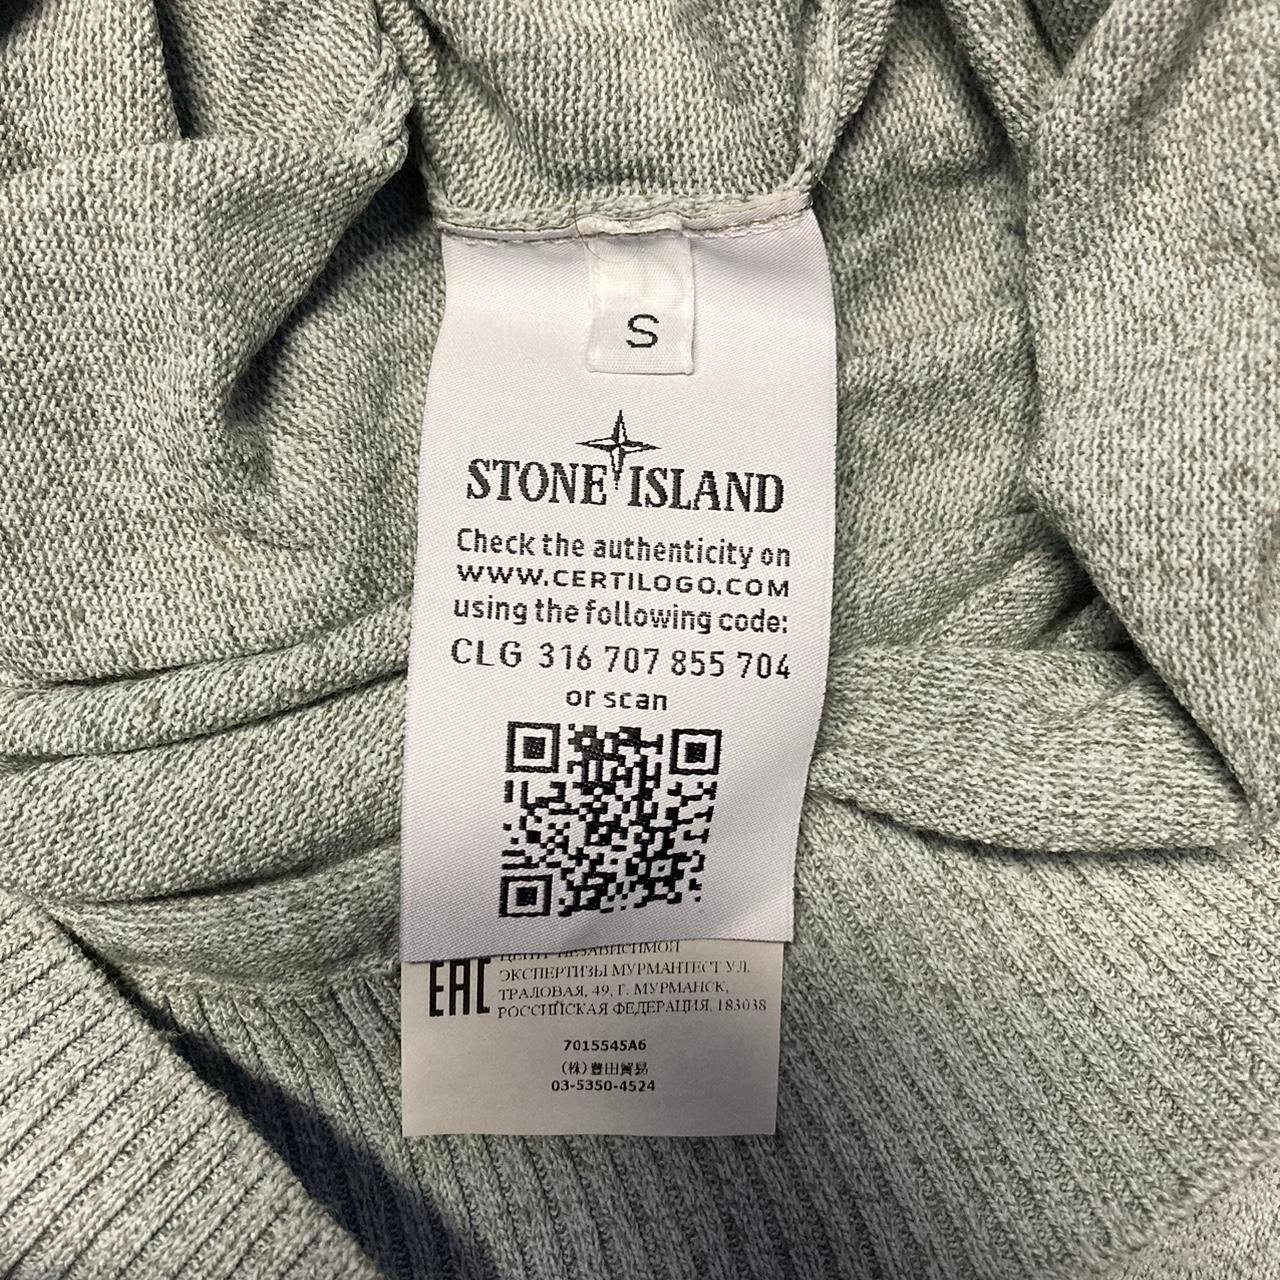 S
STONE ISLAND
Check the authenticity on
WWW.CERTILOGO.COM
using the following code:
CLG 316 707 855 704
or scan
НЕЗАВИСИМОЙ
EAC ЭКСПЕРТИЗЫ МУРМАНТЕСТ УЛ.
ТРАЛОВАЯ, 49, Г. МУРМАНСК,
РОССИЙСКАЯ ФЕДЕРАЦИЯ, 183038
7015545A6
(株)豊田貿易
03-5350-4524